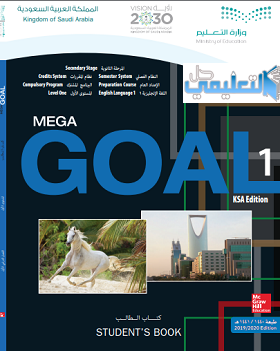 المملكة العربية السعودية
Kingdom of Saudi Arabia
VISION رؤيـة
2030
وزارة التعليم
Ministry of Education
Secondary Stage المرحلة الثانوية
Credits System نظام المقررات
Semester System النظام الفصلي
Compulsory Program البرنامج المشترك
Preparation Course الإعداد العام
Level One المستوى الأول
English Language 1 اللغة الإنجليزية 1
حل
التعليمي
MEGA
GOAL 1
KSA Edition
Mc
Graw
Hill
Education
كتاب الطالب
STUDENT'S BOOK
2019/2020 Edition
GOAL